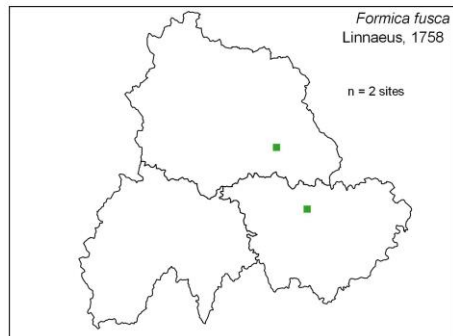 Formica fusca
Linnaeus, 1758
n = 2 sites